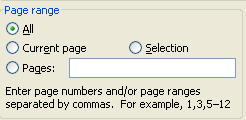 Page range
All
Current page Selection
Pages:
Enter page numbers and/or page ranges
separated by commas. For example, 1,3,5–12